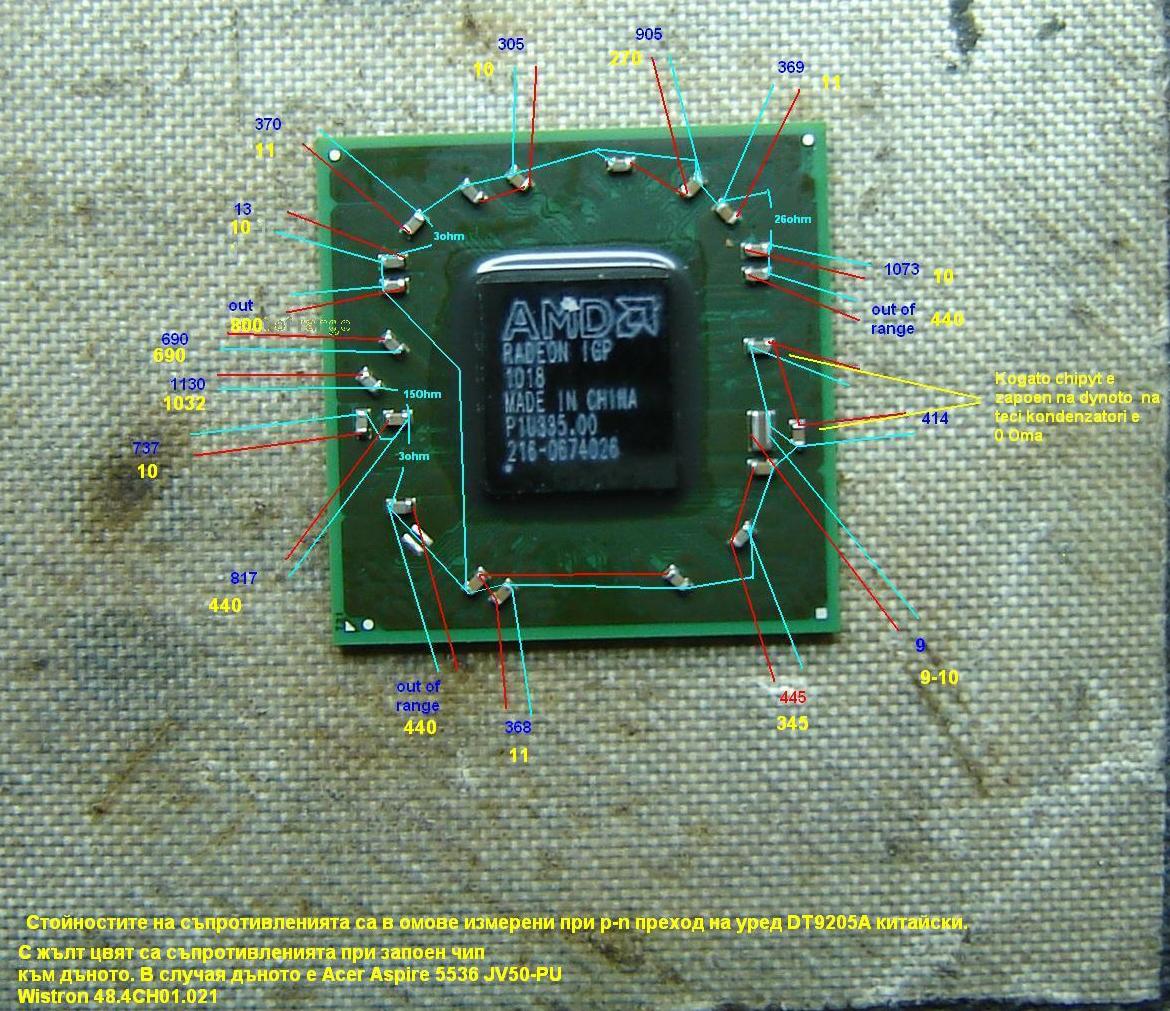 305
10
905
270
369
11
370
11
13
10
3ohm
26ohm
1073
10
out of
range
440
out
800
690
690
1130
1032
150hm
737
10
3ohm
817
440
AMD
RADEON IGP
1018
MADE IN CHINA
216-0674026
Kogato chipyt e
zapoen na dynoto na
teci kondenzatori e
0 Oma
414
9
9-10
445
345
out of
range
440
368
11
Стойностите на съпротивленията са в омове измерени при p-n преход на уред DT9205A китайски.
С жълт цвят са съпротивленията при запоен чип
към дъното. В случая дъното е Acer Aspire 5536 JV50-PU
Wistron 48.4CH01.021